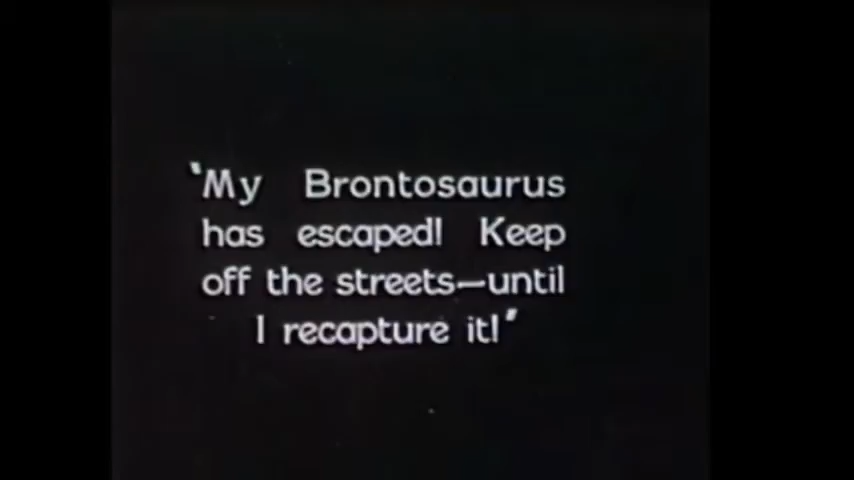 "My Brontosaurus
has escaped! Keep
off the streets—until
I recapture it!"